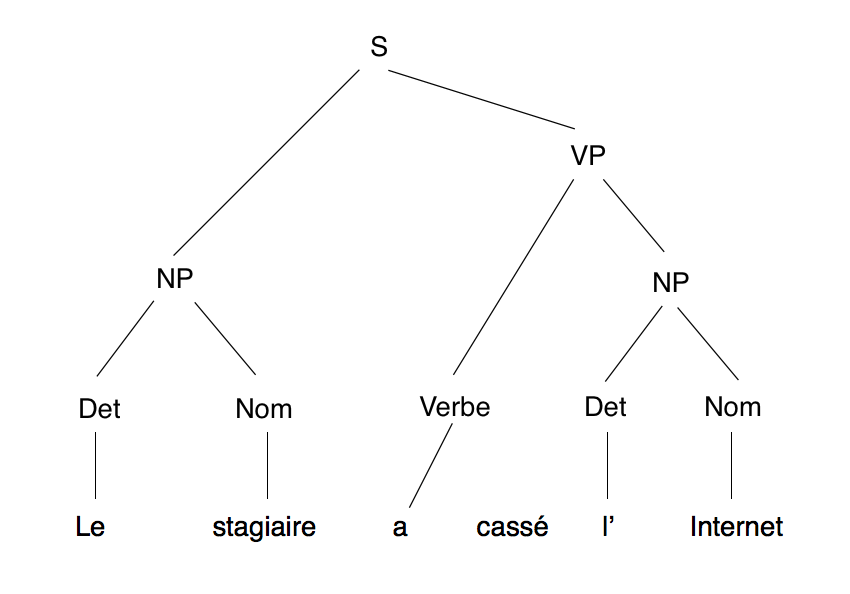 S
VP
NP
NP
Det Nom Verbe Det Nom
Le stagiaire a cassé l’ Internet